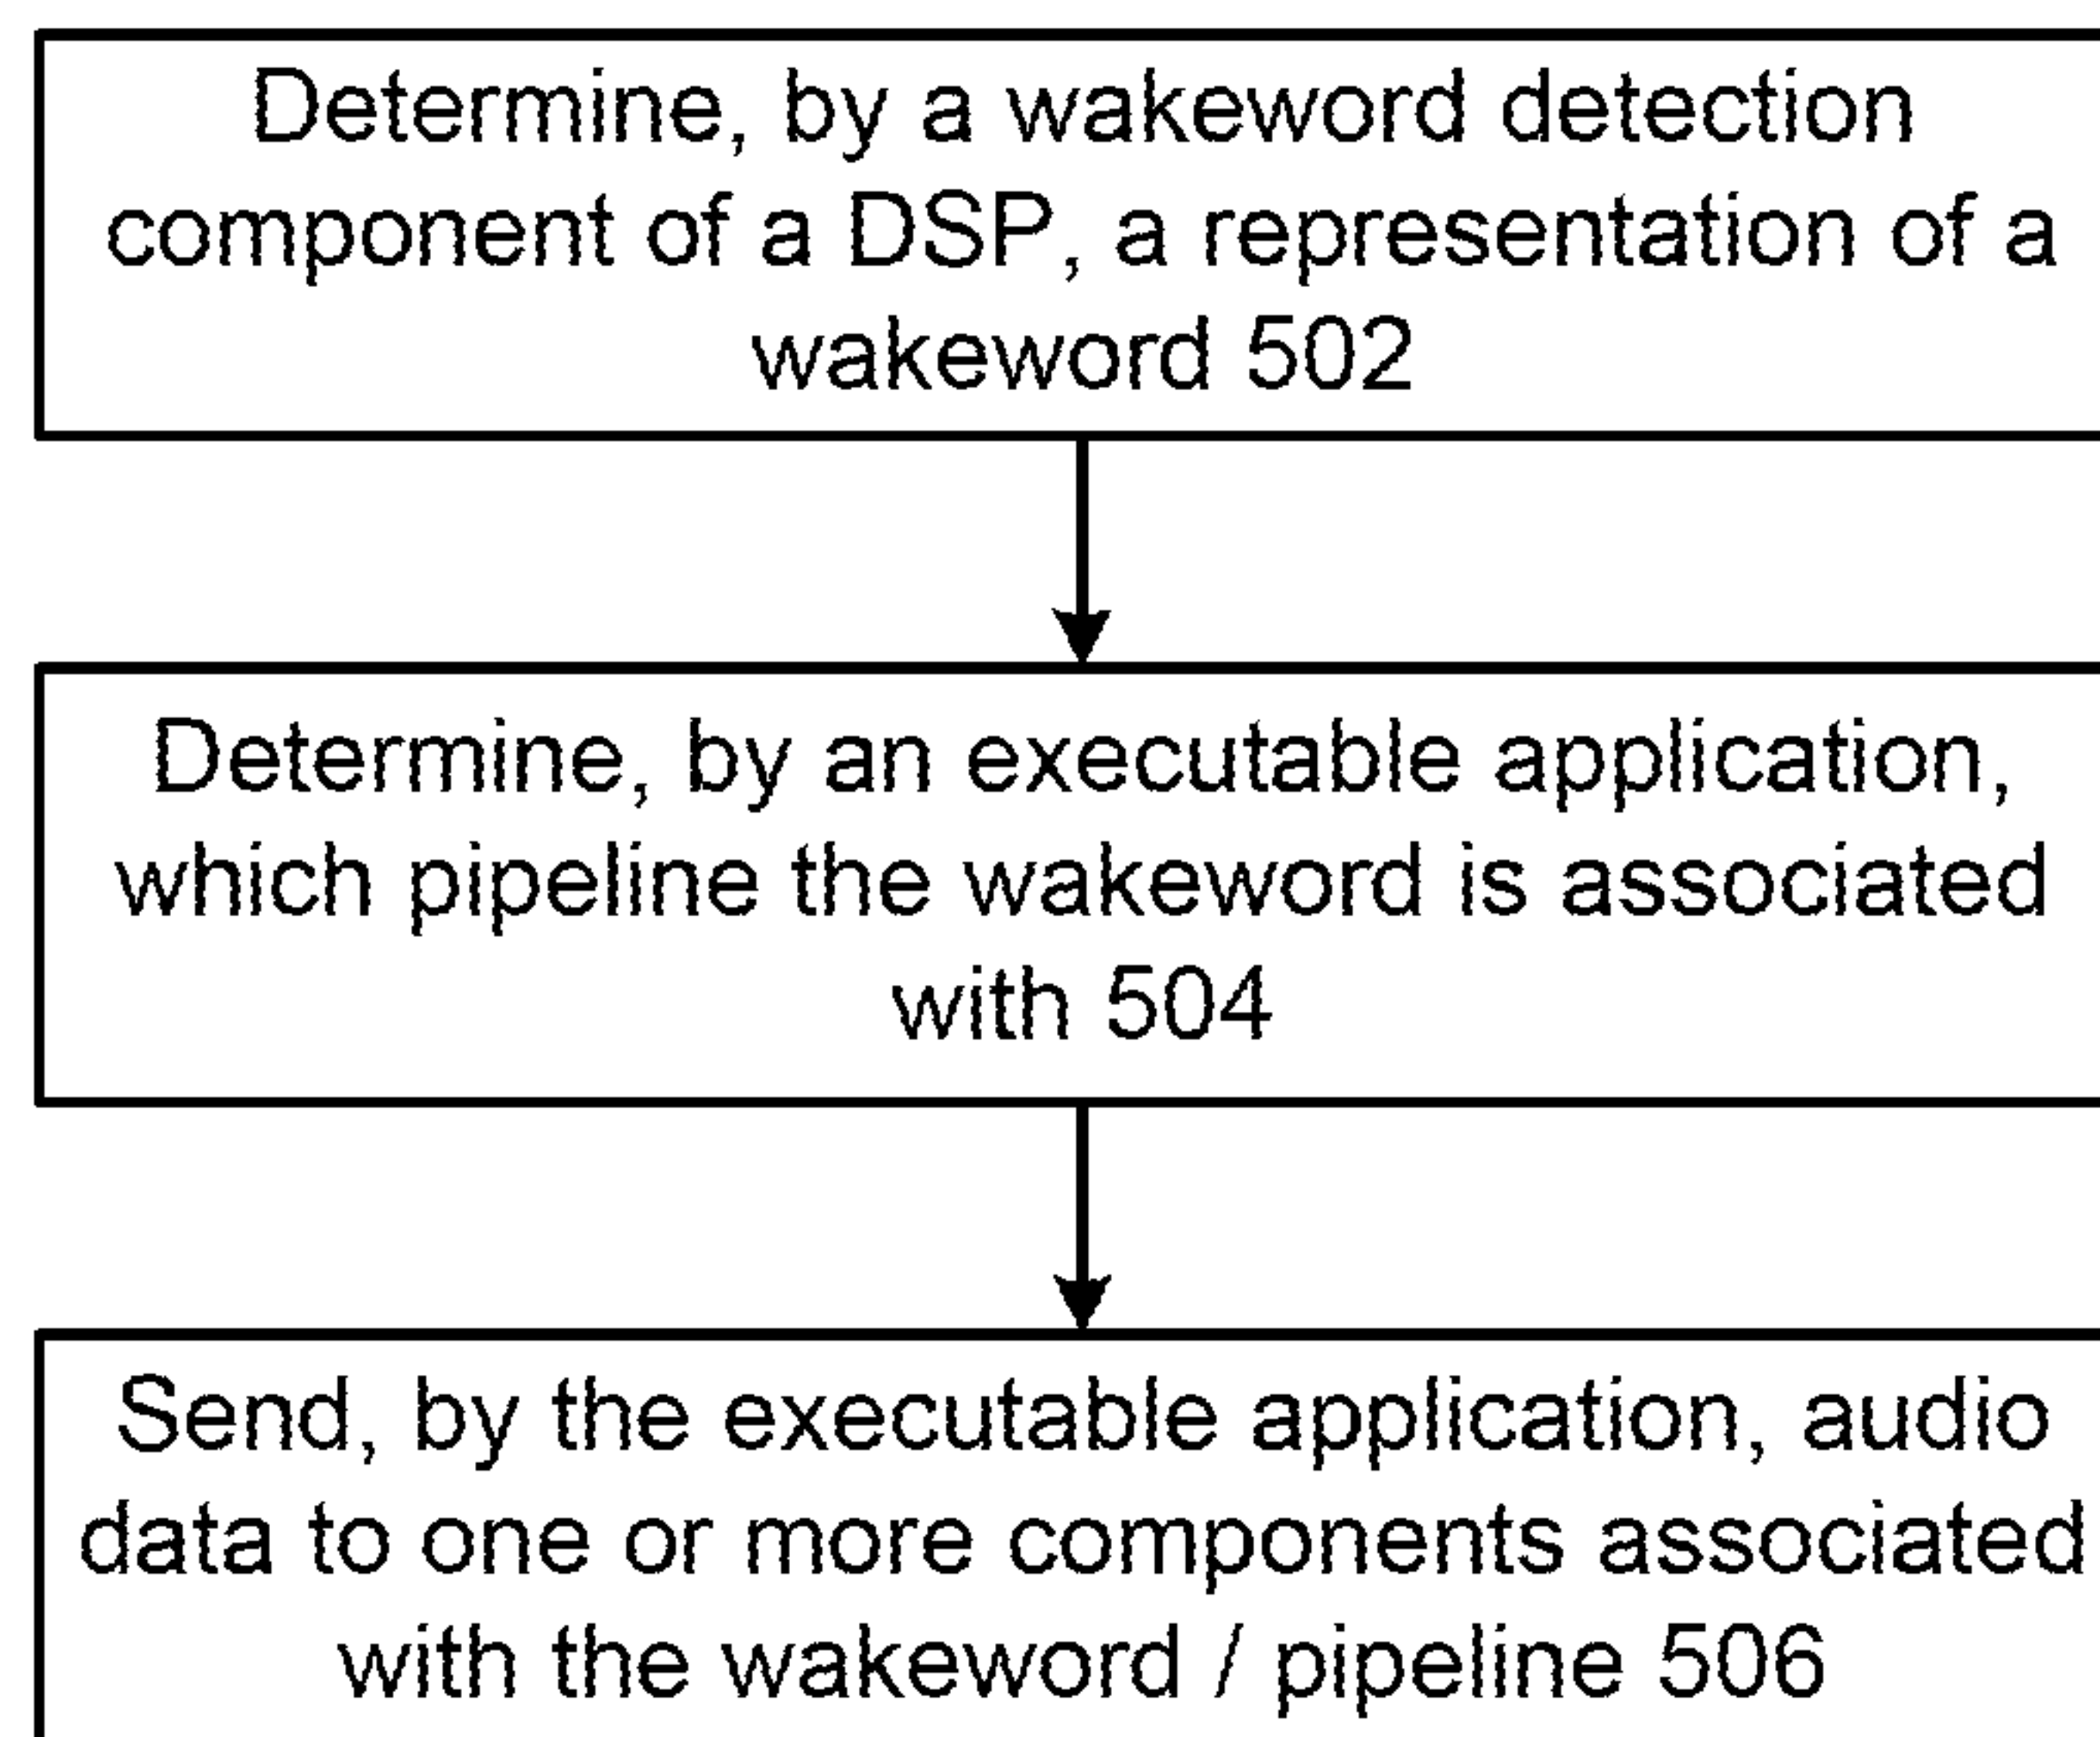 Determine, by a wakeword detection
component of a DSP, a representation of a
wakeword 502
Determine, by an executable application,
which pipeline the wakeword is associated
with 504
Send, by the executable application, audio
data to one or more components associated
with the wakeword / pipeline 506